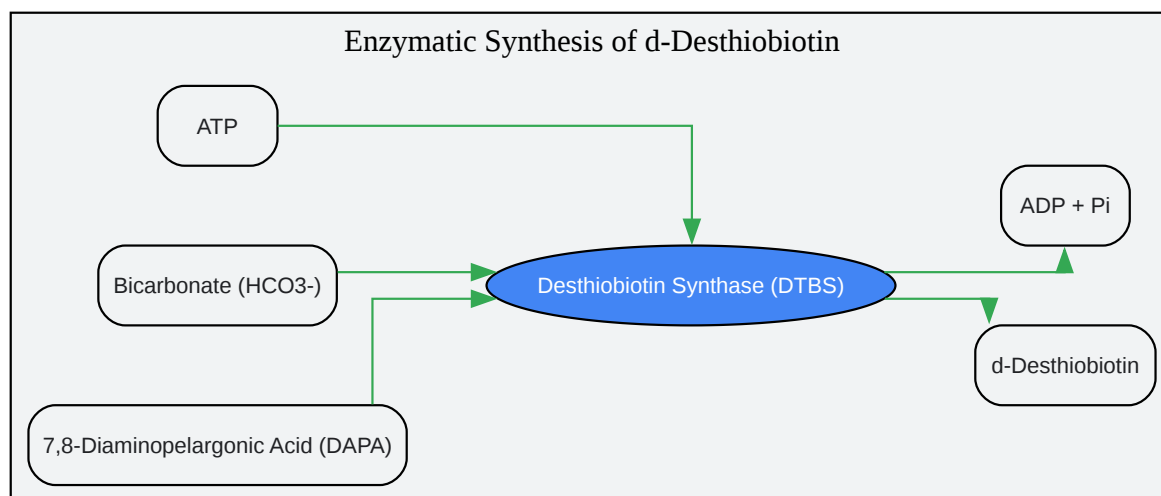 Enzymatic Synthesis of d-Desthiobiotin
ATP
ADP + Pi
Bicarbonate (HCO3-)
Desthiobiotin Synthase (DTBS)
d-Desthiobiotin
7,8-Diaminopelargonic Acid (DAPA)